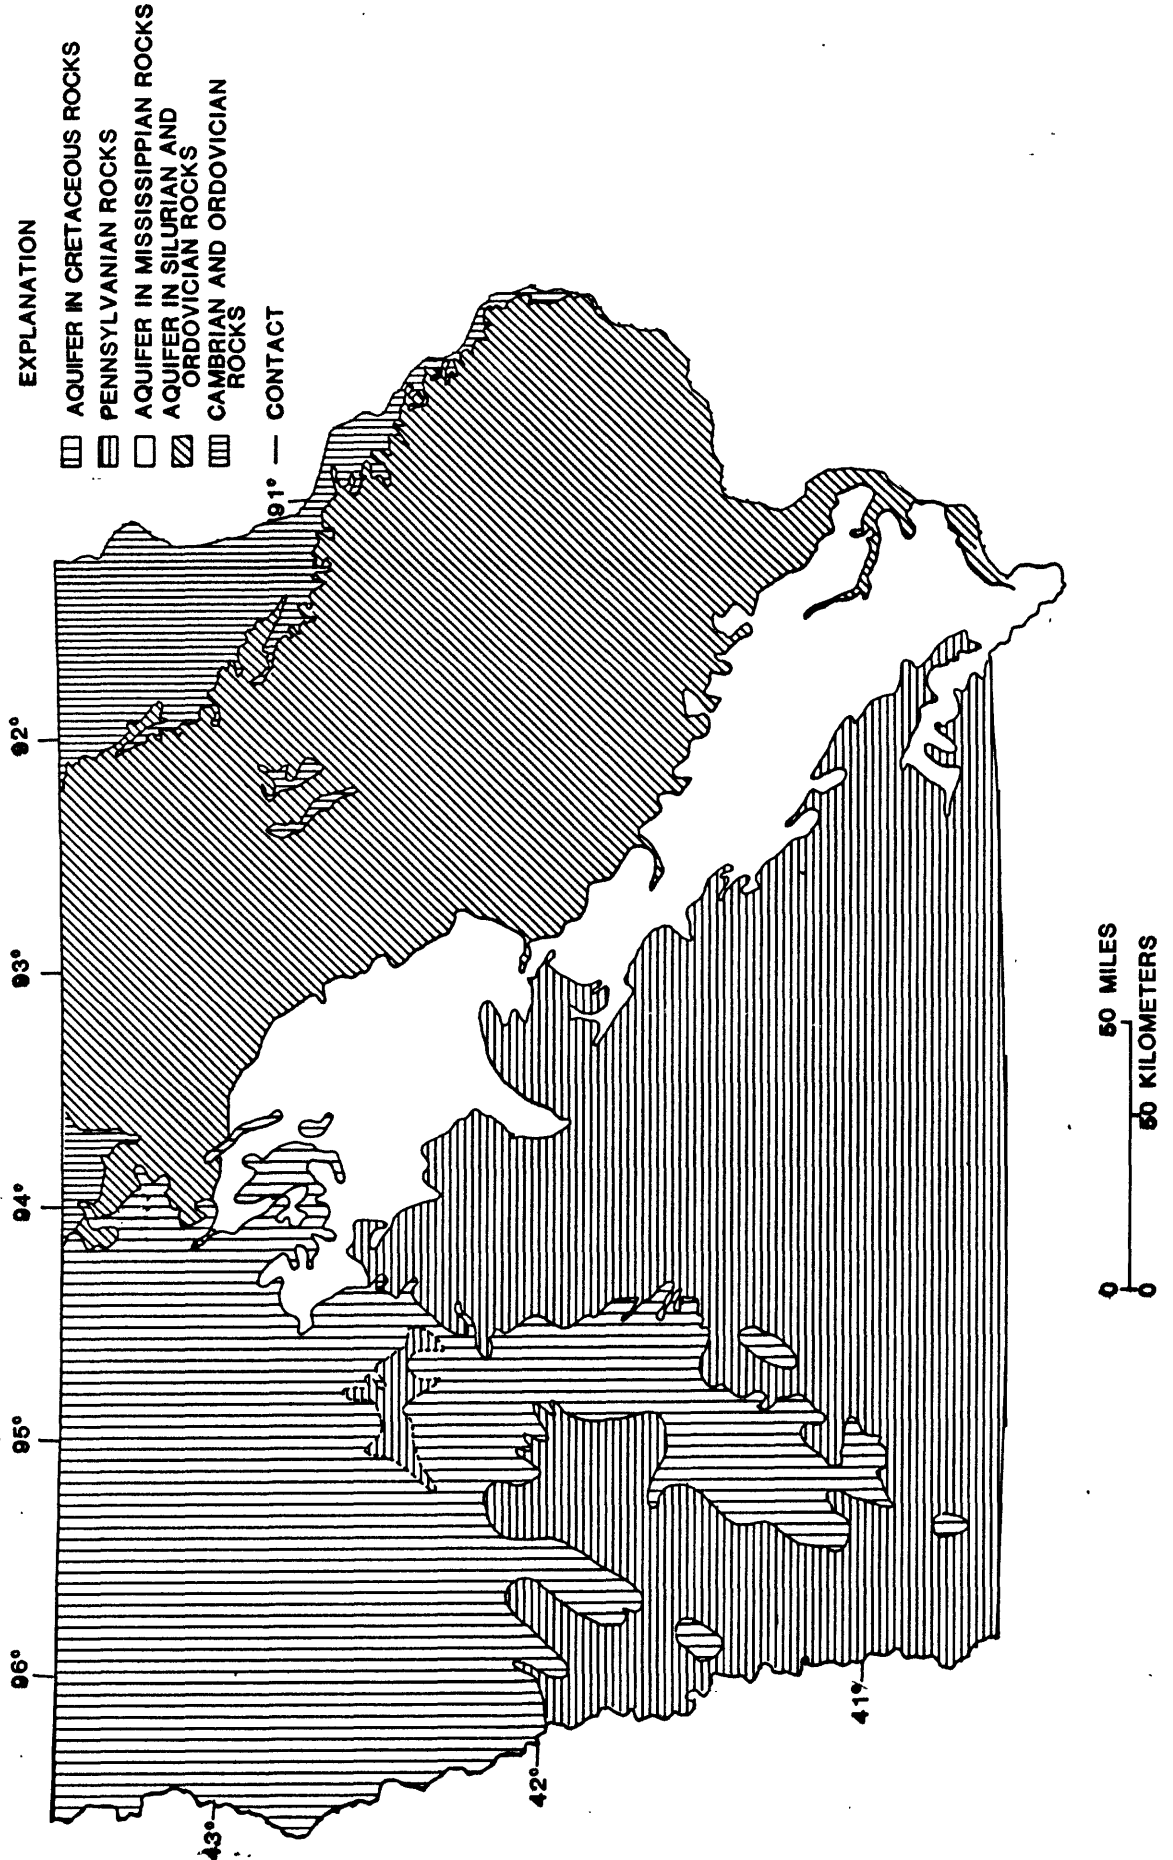 EXPLANATION
AQUIFER IN CRETACEOUS ROCKS
PENNSYLVANIAN ROCKS
AQUIFER IN MISSISSIPPIAN ROCKS
AQUIFER IN SILURIAN AND
ORDOVICIAN ROCKS
CAMBRIAN AND ORDOVICIAN
ROCKS
CONTACT
96°
95°
94°
93°
92°
91°
43°
42°
41°
0 50 MILES
0 50 KILOMETERS